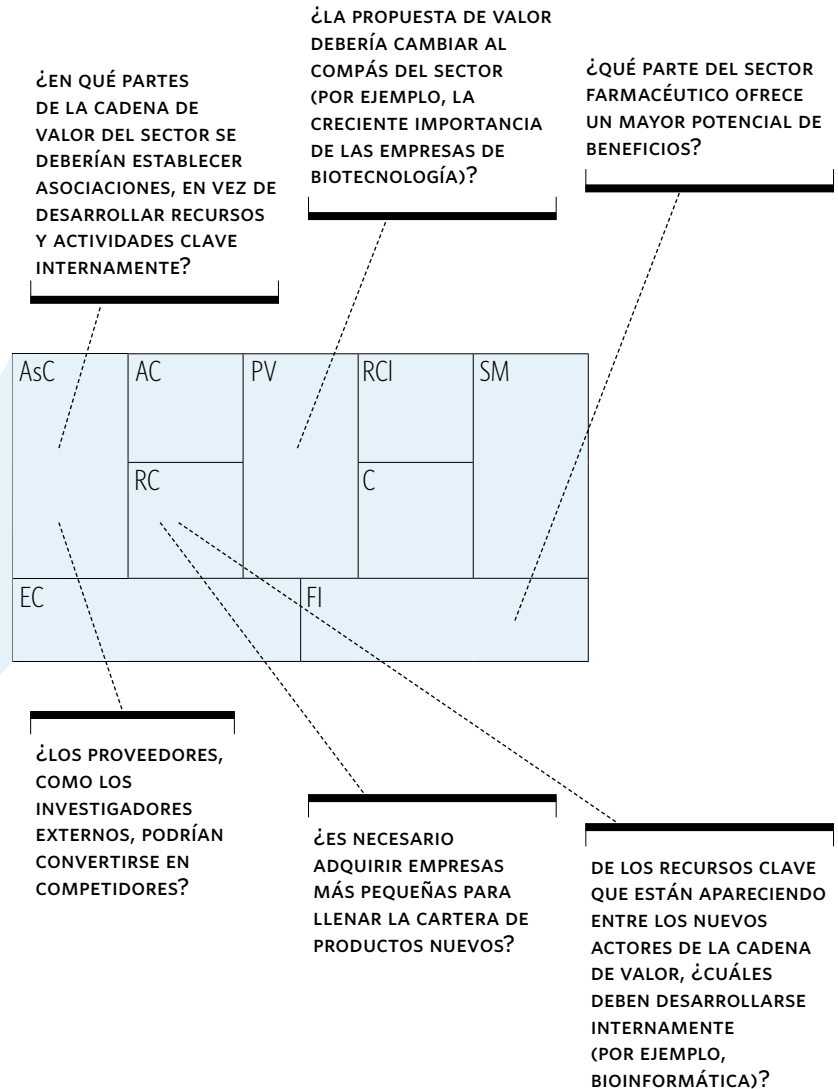 ¿EN QUÉ PARTES
DE LA CADENA DE
VALOR DEL SECTOR SE
DEBERÍAN ESTABLECER
ASOCIACIONES, EN VEZ DE
DESARROLLAR RECURSOS
Y ACTIVIDADES CLAVE
INTERNAMENTE?
¿LA PROPUESTA DE VALOR
DEBERÍA CAMBIAR AL
COMPÁS DEL SECTOR
(POR EJEMPLO, LA
CRECIENTE IMPORTANCIA
DE LAS EMPRESAS DE
BIOTECNOLOGÍA)?
¿QUÉ PARTE DEL SECTOR
FARMACÉUTICO OFRECE
UN MAYOR POTENCIAL DE
BENEFICIOS?
AsC
AC
PV
RCl
SM
RC
C
EC
FI
¿LOS PROVEEDORES,
COMO LOS
INVESTIGADORES
EXTERNOS, PODRÍAN
CONVERTIRSE EN
COMPETIDORES?
¿ES NECESARIO
ADQUIRIR EMPRESAS
MÁS PEQUEÑAS PARA
LLENAR LA CARTERA DE
PRODUCTOS NUEVOS?
DE LOS RECURSOS CLAVE
QUE ESTÁN APARECIENDO
ENTRE LOS NUEVOS
ACTORES DE LA CADENA
DE VALOR, ¿CUÁLES
DEBEN DESARROLLARSE
INTERNAMENTE
(POR EJEMPLO,
BIOINFORMÁTICA)?